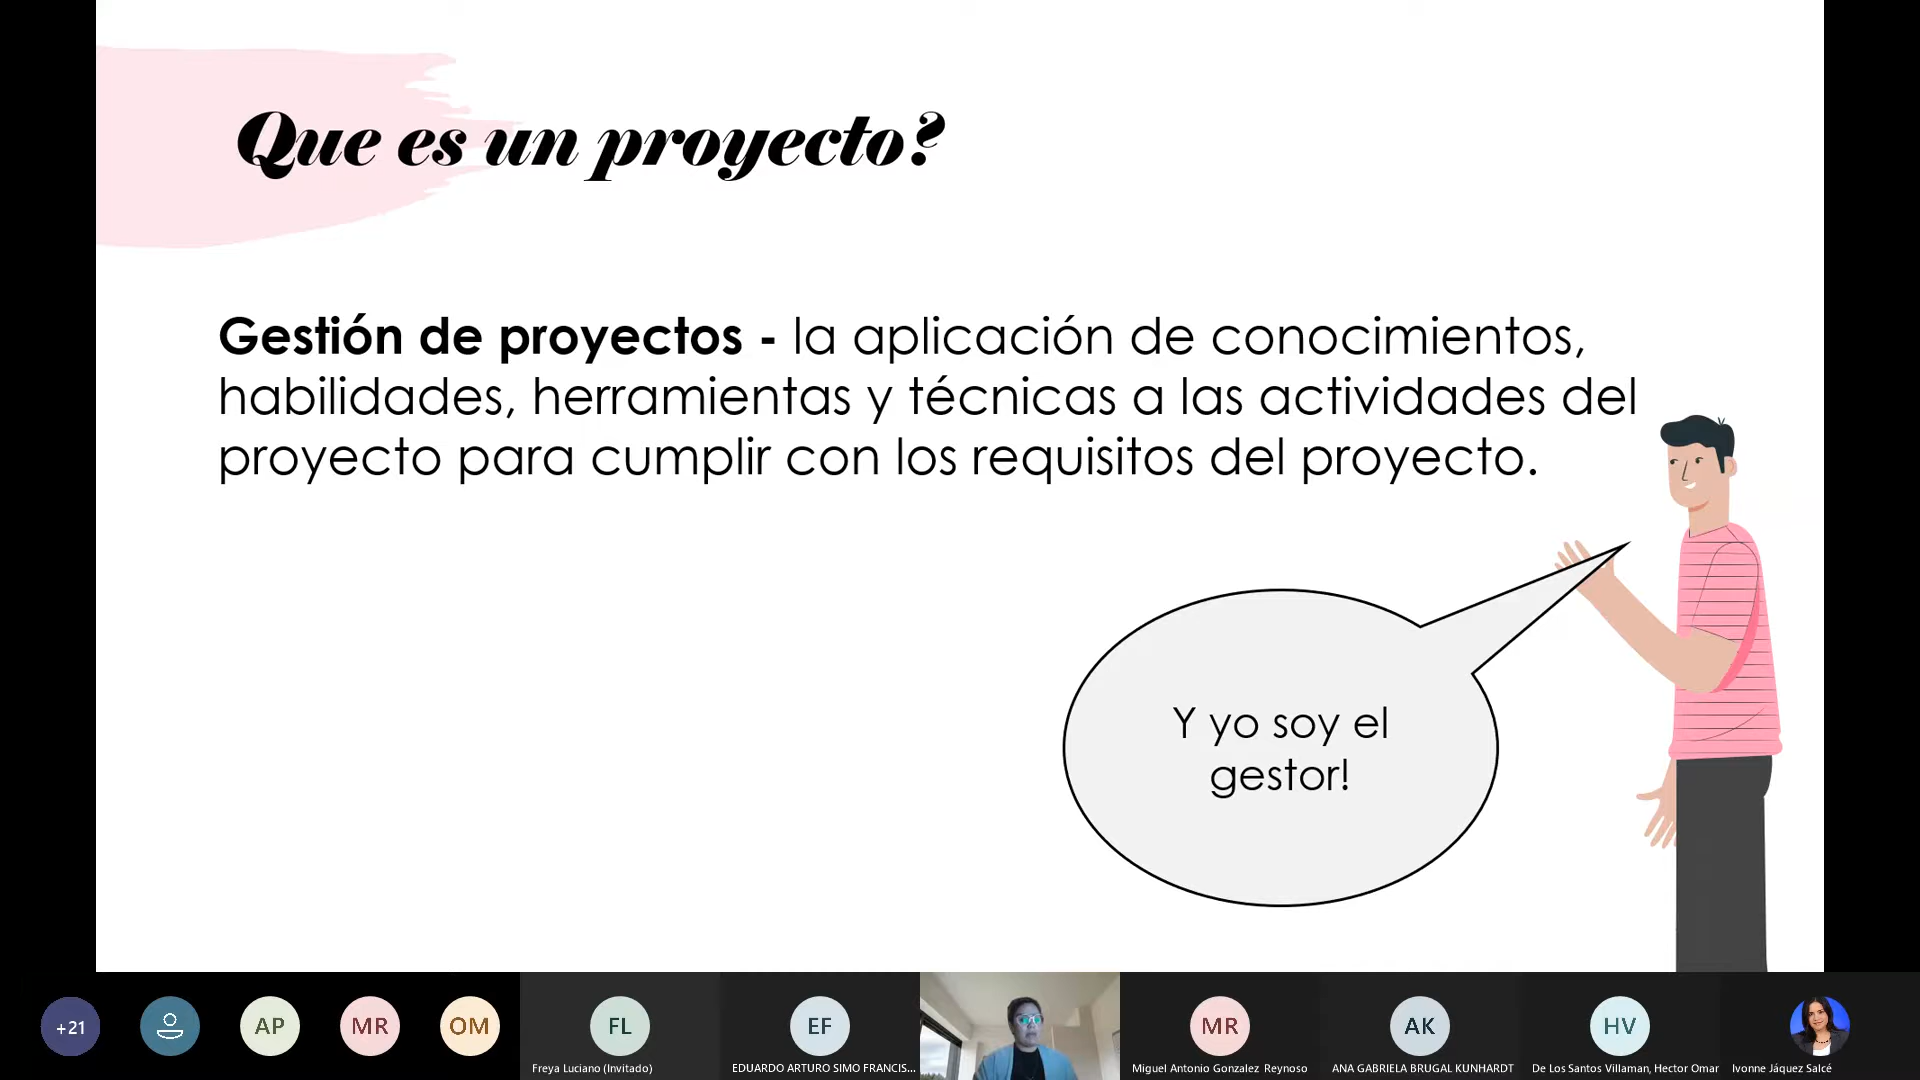 Que es un proyecto?
Gestión de proyectos - la aplicación de conocimientos,
habilidades, herramientas y técnicas a las actividades del
proyecto para cumplir con los requisitos del proyecto.
Y yo soy el
gestor!
+21
AP
MR
OM
FL
EF
MR
AK
HV
Freya Luciano (Invitado)
EDUARDO ARTURO SIMO FRANCIS...
Miguel Antonio Gonzalez Reynoso
ANA GABRIELA BRUGAL KUNHARDT
De Los Santos Villaman, Hector Omar
Ivonne Jáquez Salcé